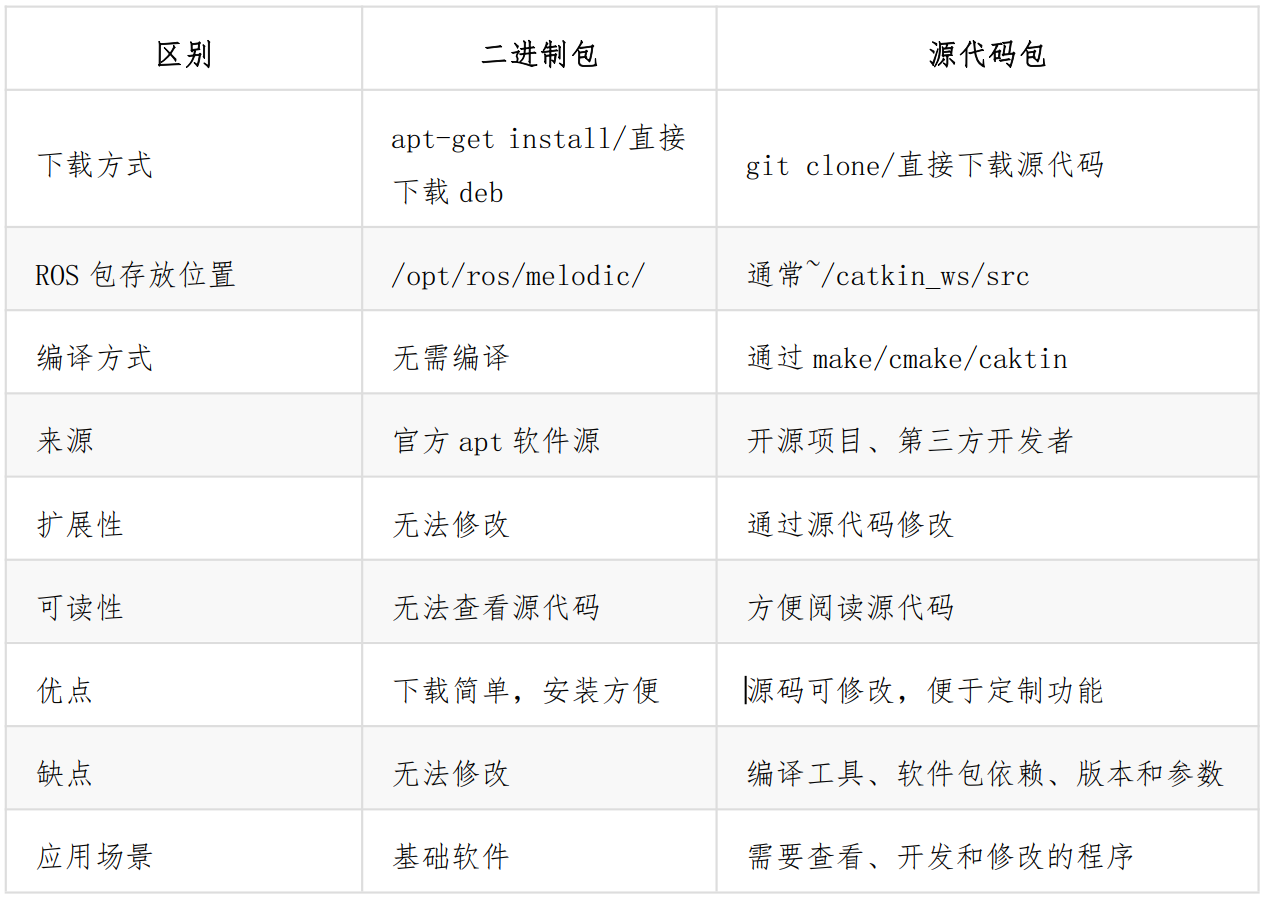 区别 二进制包 源代码包
下载方式 apt-get install/直接 git clone/直接下载源代码
下载 deb
ROS 包存放位置 /opt/ros/melodic/ 通常~/catkin_ws/src
编译方式 无需编译 通过 make/cmake/caktin
来源 官方 apt 软件源 开源项目、第三方开发者
扩展性 无法修改 通过源代码修改
可读性 无法查看源代码 方便阅读源代码
优点 下载简单，安装方便 源码可修改，便于定制功能
缺点 无法修改 编译工具、软件包依赖、版本和参数
应用场景 基础软件 需要查看、开发和修改的程序